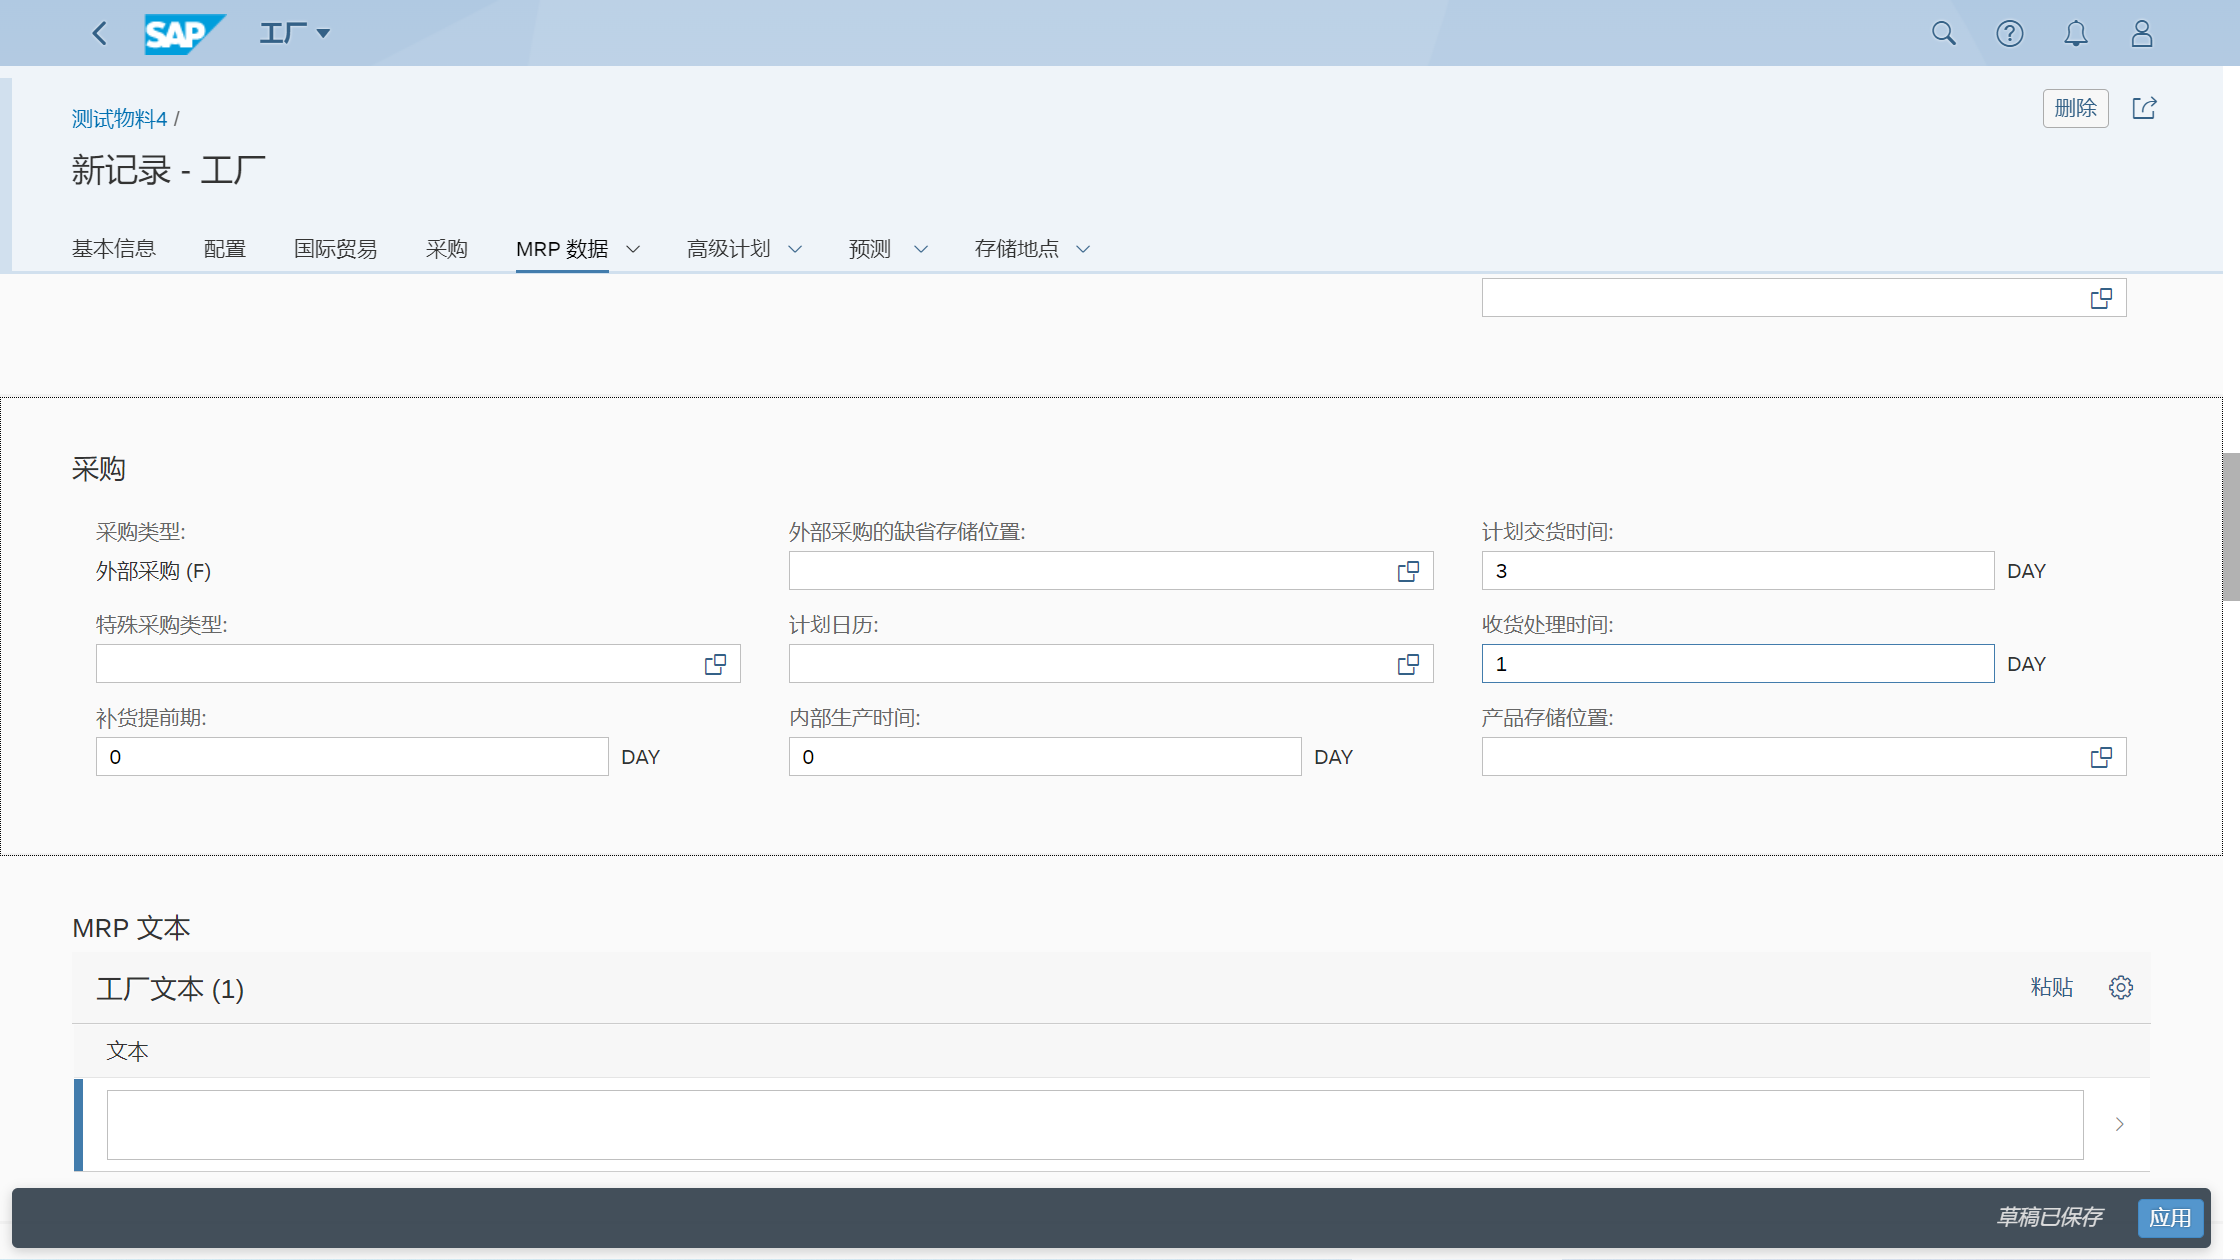 SAP 工厂
测试物料4 /
删除
新记录 - 工厂
基本信息 配置 国际贸易 采购 MRP 数据 高级计划 预测 存储地点
采购
采购类型: 外部采购的缺省存储位置: 计划交货时间:
外部采购 (F) 3 DAY
特殊采购类型: 计划日历: 收货处理时间:
1 DAY
补货提前期: 内部生产时间: 产品存储位置:
0 DAY 0 DAY
MRP 文本
工厂文本 (1) 粘贴
文本
草稿已保存 应用